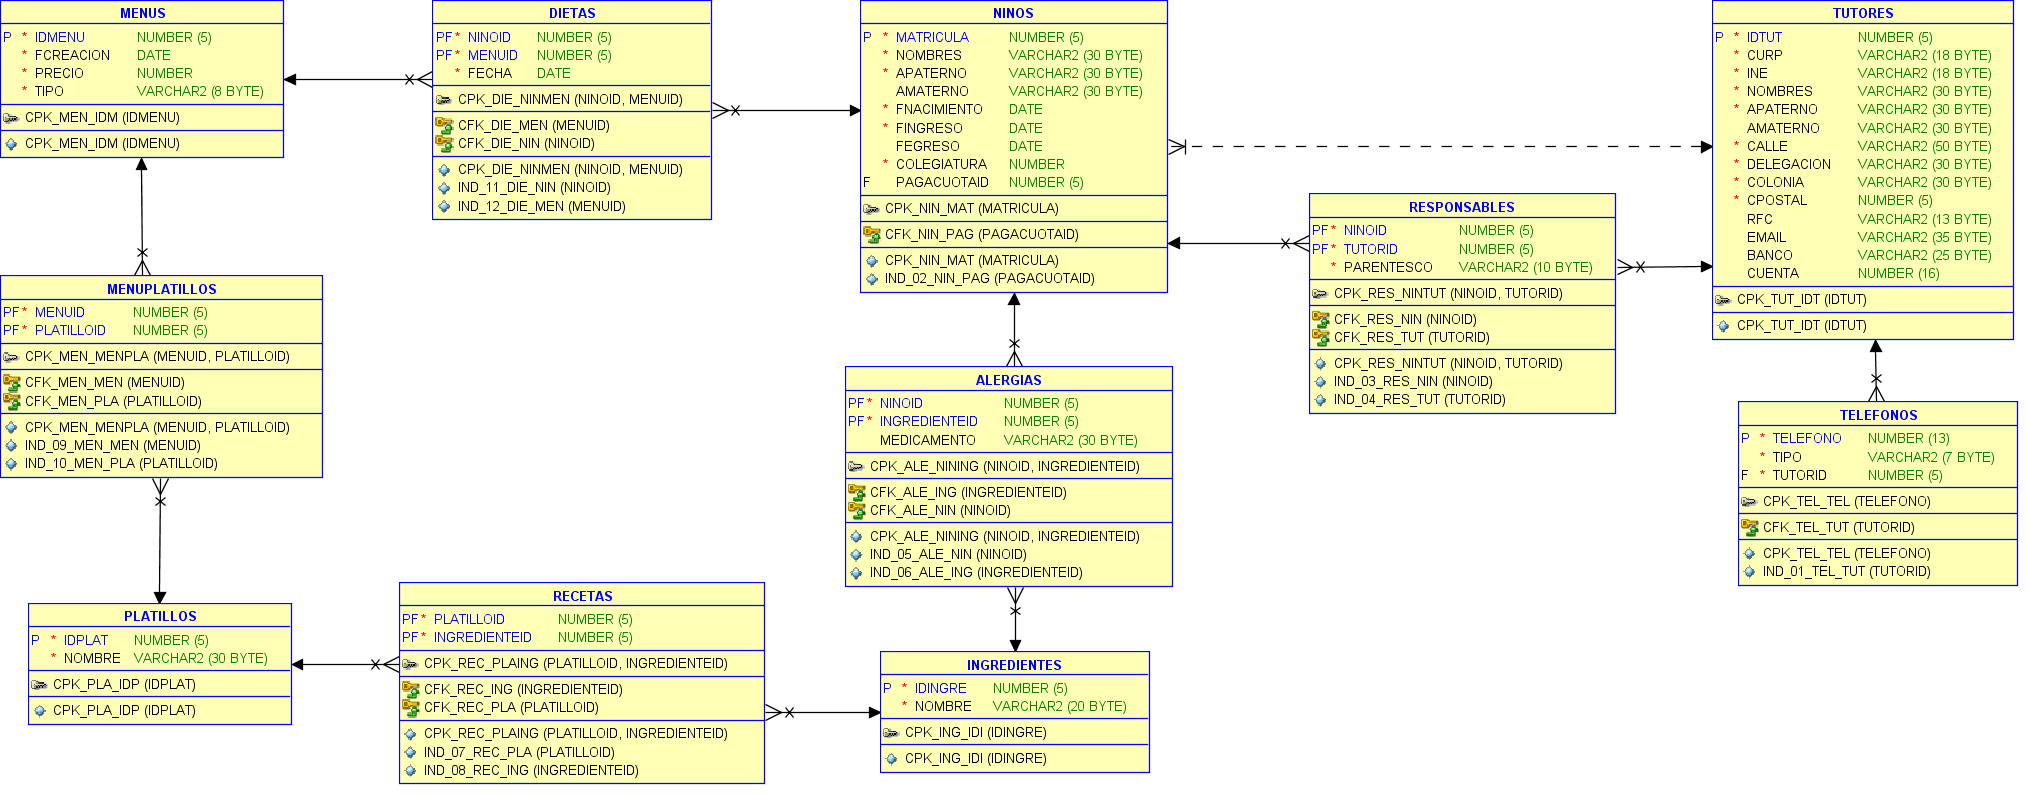 MENUS
P * IDMENU NUMBER (5)
* FCREACION DATE
* PRECIO NUMBER
* TIPO VARCHAR2 (8 BYTE)
CPK_MEN_IDM (IDMENU)
CPK_MEN_IDM (IDMENU)
DIETAS
PF* NINOID NUMBER (5)
PF* MENUID NUMBER (5)
* FECHA DATE
CPK_DIE_NINMEN (NINOID, MENUID)
CFK_DIE_MEN (MENUID)
CFK_DIE_NIN (NINOID)
CPK_DIE_NINMEN (NINOID, MENUID)
IND_11_DIE_NIN (NINOID)
IND_12_DIE_MEN (MENUID)
NINOS
P * MATRICULA NUMBER (5)
* NOMBRES VARCHAR2 (30 BYTE)
* APATERNO VARCHAR2 (30 BYTE)
AMATERNO VARCHAR2 (30 BYTE)
* FNACIMIENTO DATE
* FINGRESO DATE
FEGRESO DATE
* COLEGIATURA NUMBER
F PAGACUOTAID NUMBER (5)
CPK_NIN_MAT (MATRICULA)
CFK_NIN_PAG (PAGACUOTAID)
CPK_NIN_MAT (MATRICULA)
IND_02_NIN_PAG (PAGACUOTAID)
TUTORES
P * IDTUT NUMBER (5)
* CURP VARCHAR2 (18 BYTE)
* INE VARCHAR2 (18 BYTE)
* NOMBRES VARCHAR2 (30 BYTE)
* APATERNO VARCHAR2 (30 BYTE)
AMATERNO VARCHAR2 (30 BYTE)
* CALLE VARCHAR2 (50 BYTE)
* DELEGACION VARCHAR2 (30 BYTE)
* COLONIA VARCHAR2 (30 BYTE)
* CPOSTAL NUMBER (5)
RFC VARCHAR2 (13 BYTE)
EMAIL VARCHAR2 (35 BYTE)
BANCO VARCHAR2 (25 BYTE)
CUENTA NUMBER (16)
CPK_TUT_IDT (IDTUT)
CPK_TUT_IDT (IDTUT)
RESPONSABLES
PF* NINOID NUMBER (5)
PF* TUTORID NUMBER (5)
* PARENTESCO VARCHAR2 (10 BYTE)
CPK_RES_NINTUT (NINOID, TUTORID)
CFK_RES_NIN (NINOID)
CFK_RES_TUT (TUTORID)
CPK_RES_NINTUT (NINOID, TUTORID)
IND_03_RES_NIN (NINOID)
IND_04_RES_TUT (TUTORID)
MENUPLATILLOS
PF* MENUID NUMBER (5)
PF* PLATILLOID NUMBER (5)
CPK_MEN_MENPLA (MENUID, PLATILLOID)
CFK_MEN_MEN (MENUID)
CFK_MEN_PLA (PLATILLOID)
CPK_MEN_MENPLA (MENUID, PLATILLOID)
IND_09_MEN_MEN (MENUID)
IND_10_MEN_PLA (PLATILLOID)
ALERGIAS
PF* NINOID NUMBER (5)
PF* INGREDIENTEID NUMBER (5)
MEDICAMENTO VARCHAR2 (30 BYTE)
CPK_ALE_NINING (NINOID, INGREDIENTEID)
CFK_ALE_ING (INGREDIENTEID)
CFK_ALE_NIN (NINOID)
CPK_ALE_NINING (NINOID, INGREDIENTEID)
IND_05_ALE_NIN (NINOID)
IND_06_ALE_ING (INGREDIENTEID)
TELEFONOS
P * TELEFONO NUMBER (13)
* TIPO VARCHAR2 (7 BYTE)
F * TUTORID NUMBER (5)
CPK_TEL_TEL (TELEFONO)
CFK_TEL_TUT (TUTORID)
CPK_TEL_TEL (TELEFONO)
IND_01_TEL_TUT (TUTORID)
PLATILLOS
P * IDPLAT NUMBER (5)
* NOMBRE VARCHAR2 (30 BYTE)
CPK_PLA_IDP (IDPLAT)
CPK_PLA_IDP (IDPLAT)
RECETAS
PF* PLATILLOID NUMBER (5)
PF* INGREDIENTEID NUMBER (5)
CPK_REC_PLAING (PLATILLOID, INGREDIENTEID)
CFK_REC_ING (INGREDIENTEID)
CFK_REC_PLA (PLATILLOID)
CPK_REC_PLAING (PLATILLOID, INGREDIENTEID)
IND_07_REC_PLA (PLATILLOID)
IND_08_REC_ING (INGREDIENTEID)
INGREDIENTES
P * IDINGRE NUMBER (5)
* NOMBRE VARCHAR2 (20 BYTE)
CPK_ING_IDI (IDINGRE)
CPK_ING_IDI (IDINGRE)